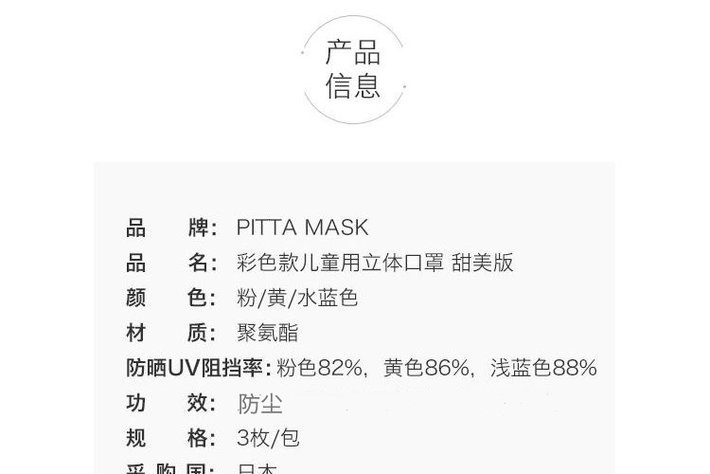 产品
信息
品 牌： PITTA MASK
品 名： 彩色款儿童用立体口罩 甜美版
颜 色： 粉/黄/水蓝色
材 质： 聚氨酯
防晒UV阻挡率：粉色82%，黄色86%，浅蓝色88%
功 效： 防尘
规 格： 3枚/包
采购国： 日本